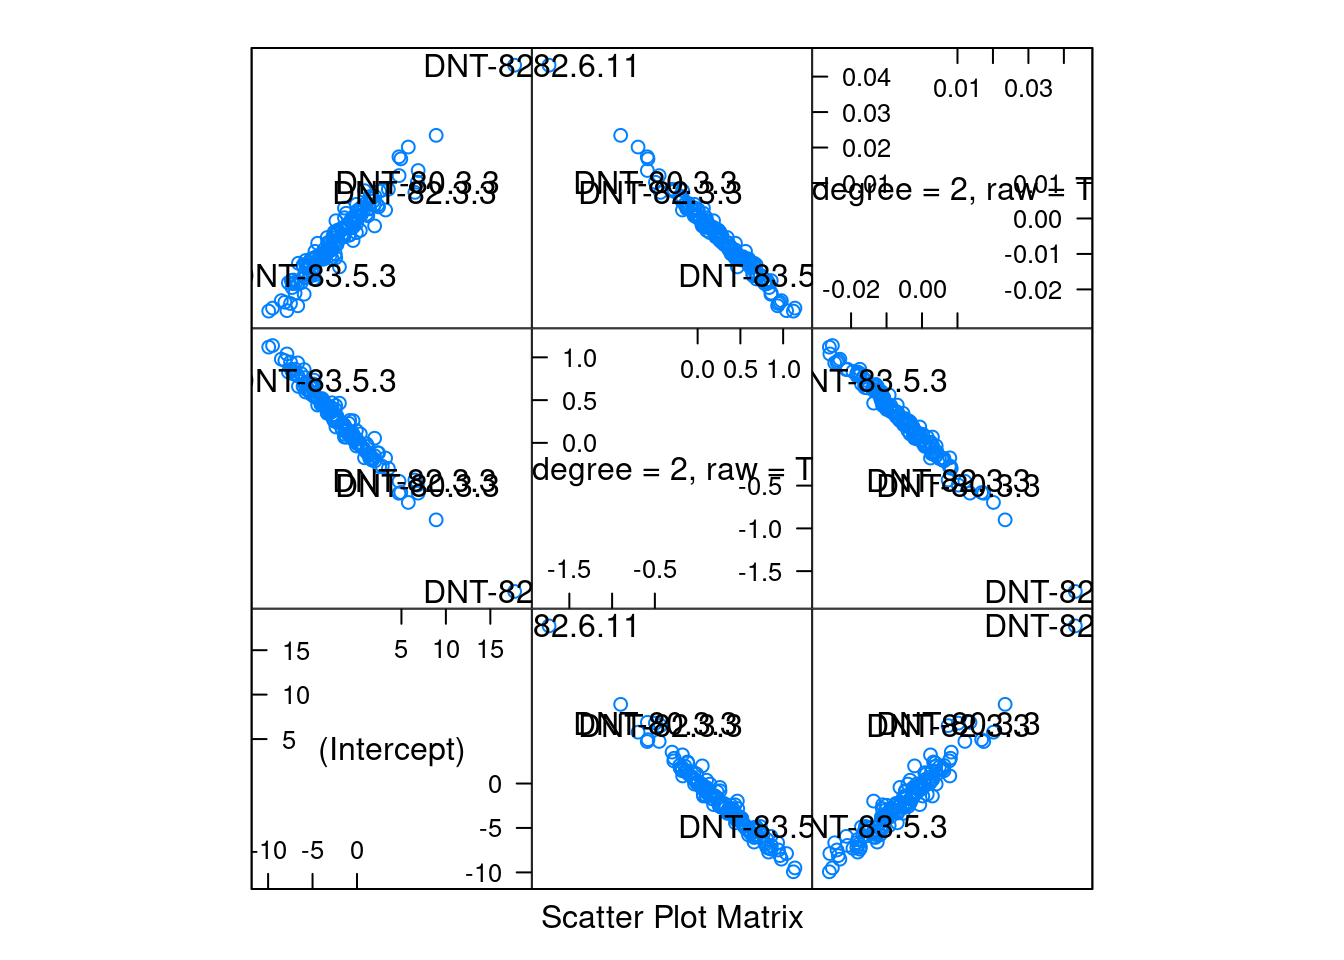 DNT-82
82.6.11
0.04
0.01 0.03
0.03
0.02
DNT-80.3.3
DNT-80.3.3
0.01
0.01
DNT-82.3.3
DNT-82.3.3
degree = 2, raw = T
0.00
-0.01
DNT-83.5.3
DNT-83.5
-0.02 0.00
-0.02
1.0
0.0 0.5 1.0
NT-83.5.3
NT-83.5.3
0.5
0.0
degree = 2, raw = T
DNT-82.3.3
DNT-82.3.3
-0.5
DNT-80.3.3
DNT-80.3.3
-1.0
-1.5 -0.5
-1.5
DNT-82
DNT-82
82.6.11
DNT-82
15
5 10 15
10
DNT-80.3.3
DNT-80.3.3
DNT-82.3.3
DNT-82.3.3
5
(Intercept)
0
DNT-83.5
NT-83.5.3
-5
-10 -5 0
-10
Scatter Plot Matrix